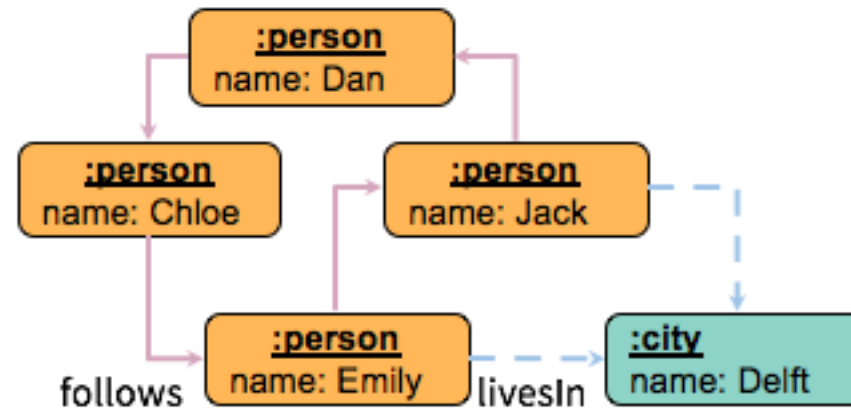 :person
name: Dan
:person
name: Chloe
:person
name: Jack
:person
name: Emily
:city
name: Delft
follows
livesIn